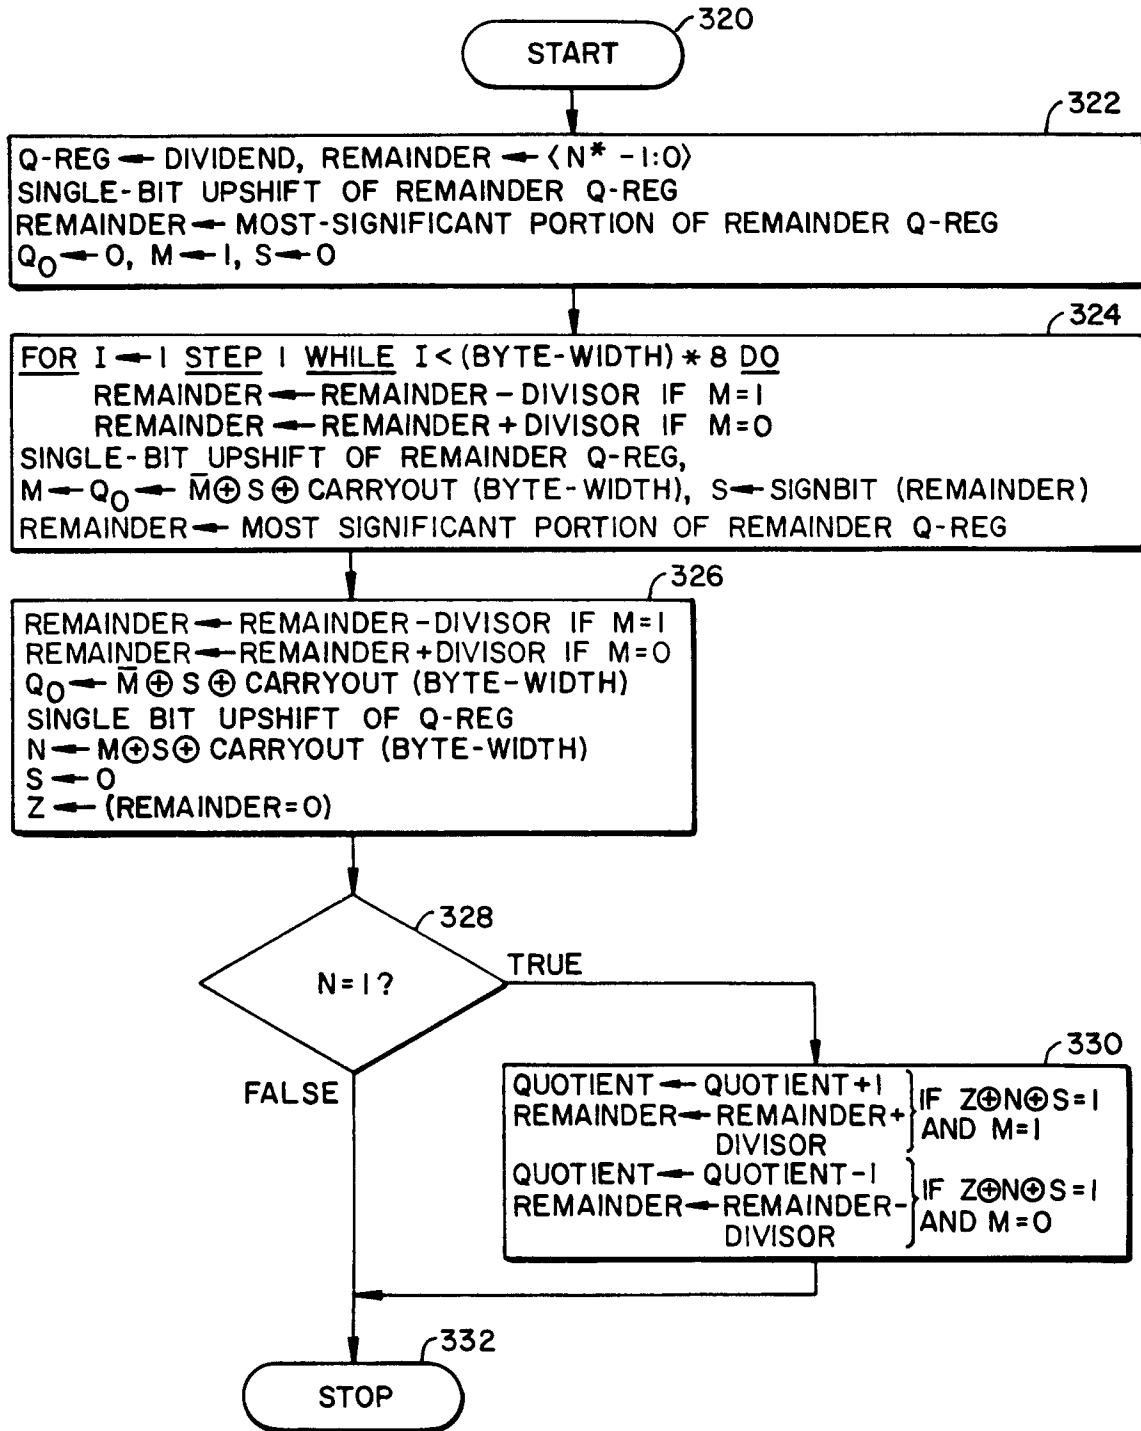 320
START
322
Q-REG ← DIVIDEND, REMAINDER ← ⟨N* -1:0⟩
SINGLE-BIT UPSHIFT OF REMAINDER Q-REG
REMAINDER ← MOST-SIGNIFICANT PORTION OF REMAINDER Q-REG
Q₀ ← 0, M ← 1, S ← 0
324
FOR I ← 1 STEP 1 WHILE I < (BYTE-WIDTH) * 8 DO
REMAINDER ← REMAINDER - DIVISOR IF M=1
REMAINDER ← REMAINDER + DIVISOR IF M=0
SINGLE-BIT UPSHIFT OF REMAINDER Q-REG,
M ← Q₀ ← M̄ ⊕ S ⊕ CARRYOUT (BYTE-WIDTH), S ← SIGNBIT (REMAINDER)
REMAINDER ← MOST SIGNIFICANT PORTION OF REMAINDER Q-REG
326
REMAINDER ← REMAINDER - DIVISOR IF M=1
REMAINDER ← REMAINDER + DIVISOR IF M=0
Q₀ ← M̄ ⊕ S ⊕ CARRYOUT (BYTE-WIDTH)
SINGLE BIT UPSHIFT OF Q-REG
N ← M ⊕ S ⊕ CARRYOUT (BYTE-WIDTH)
S ← 0
Z ← (REMAINDER = 0)
328
N = 1?
TRUE
FALSE
330
QUOTIENT ← QUOTIENT + 1
REMAINDER ← REMAINDER +
DIVISOR
IF Z⊕N⊕S=1
AND M=1
QUOTIENT ← QUOTIENT - 1
REMAINDER ← REMAINDER -
DIVISOR
IF Z⊕N⊕S=1
AND M=0
332
STOP